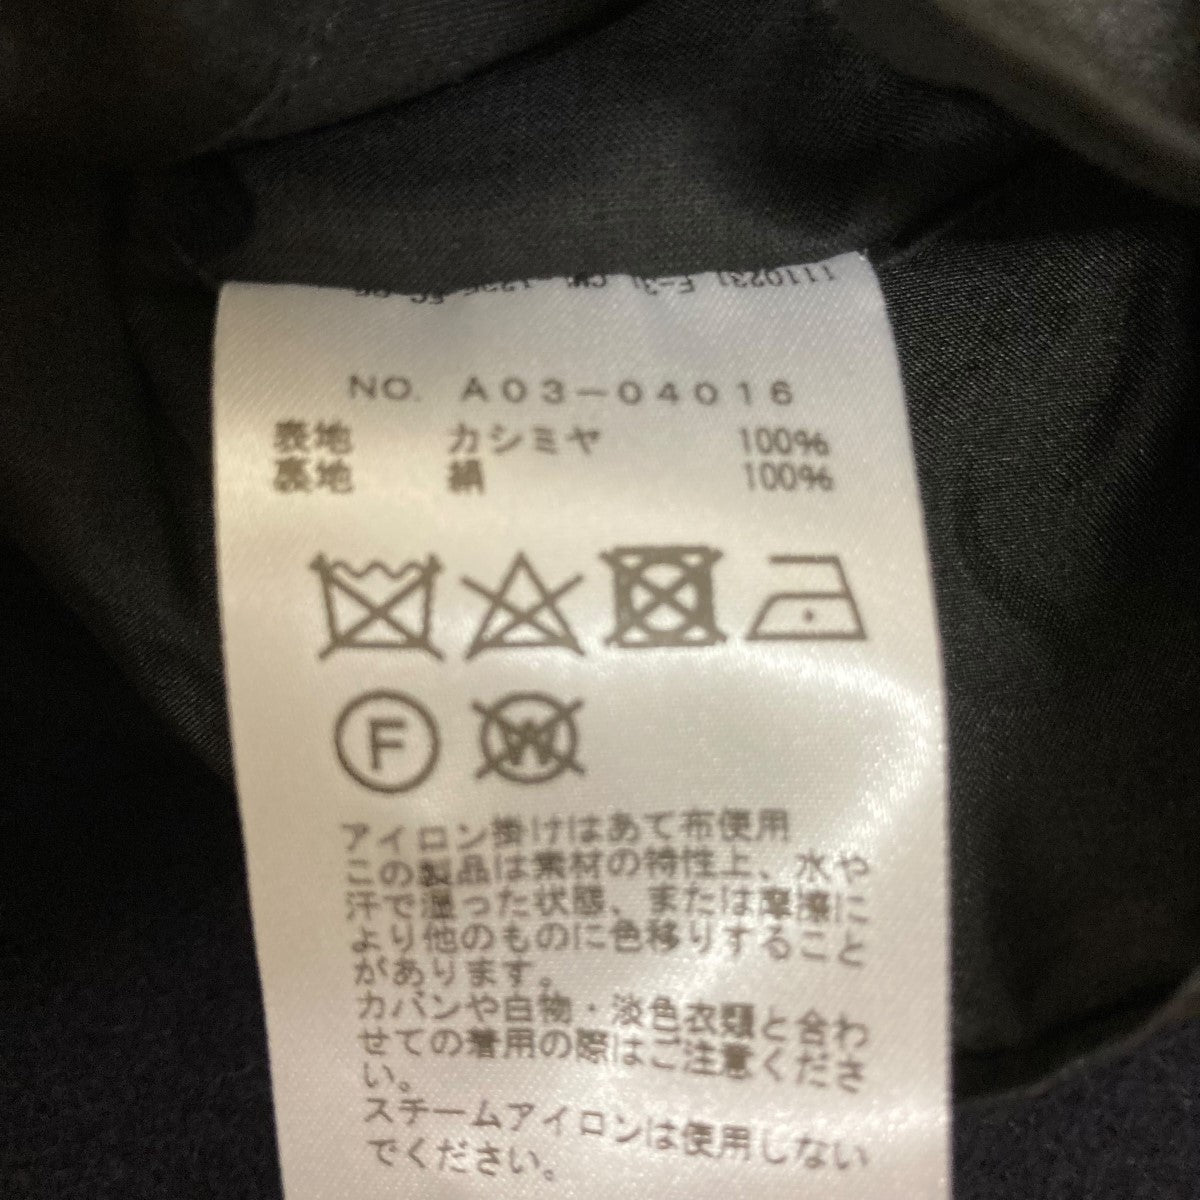 NO. A03-04016
表地 カシミヤ 100%
裏地 絹 100%
F W
アイロン掛けはあて布使用
この製品は素材の特性上、水や
汗で湿った状態、または摩擦に
より他のものに色移りすること
があります。
カバンや白物・淡色衣類と合わ
せての着用の際はご注意くださ
い。
スチームアイロンは使用しない
でください。